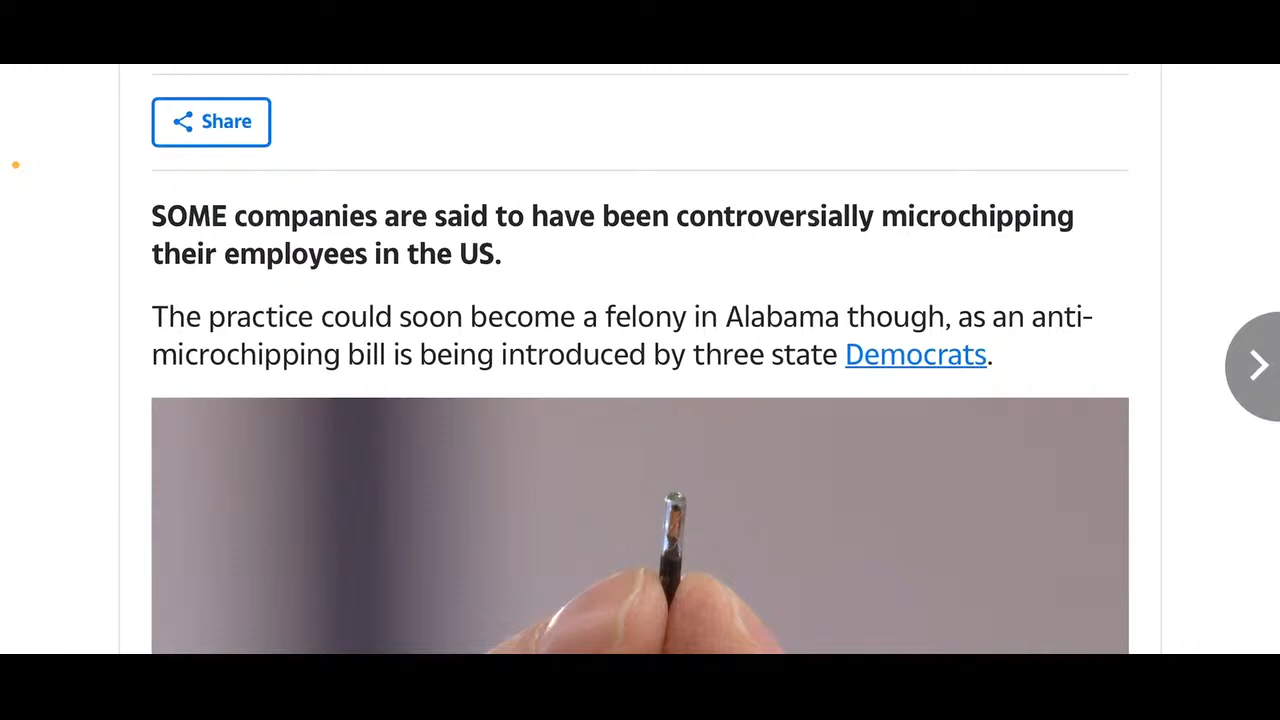 Share
SOME companies are said to have been controversially microchipping
their employees in the US.
The practice could soon become a felony in Alabama though, as an anti-
microchipping bill is being introduced by three state Democrats.